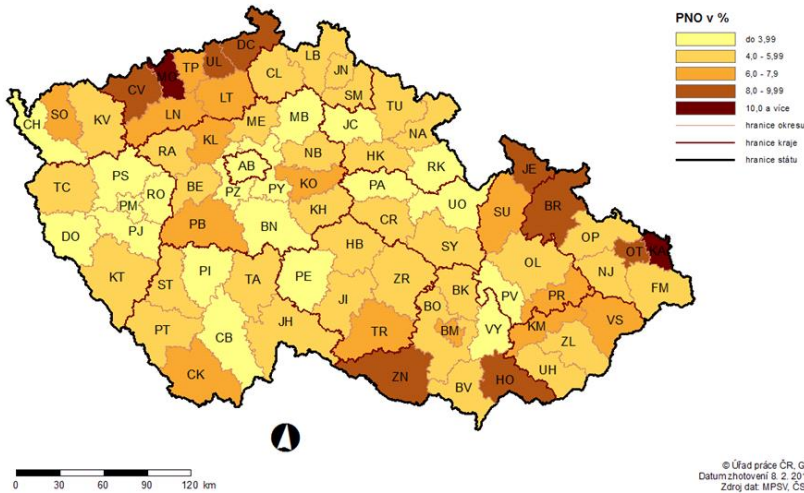 PNO v %
do 3,99
4,0 - 5,99
6,0 - 7,9
8,0 - 9,99
10,0 a více
hranice okresu
hranice kraje
hranice státu
DC
UL
LB
TP
MO
JN
CL
CV
LT
SM
TU
CH
SO
KV
LN
ME
MB
JC
NA
RA
KL
NB
HK
RK
JE
TC
PS
AB
BE
KO
PA
RO
PZ
PY
UO
SU
BR
PM
KH
OP
DO
PJ
PB
BN
CR
OT
KA
HB
SY
OL
NJ
FM
KT
ST
PI
TA
PE
ZR
BK
JI
BO
PV
PR
PT
CB
JH
TR
BM
VY
KM
VS
ZL
CK
ZN
BV
HO
UH
0 30 60 90 120 km
© Úřad práce ČR, G
Datum zhotovení 8. 2. 201
Zdroj dat: MPSV, ČS